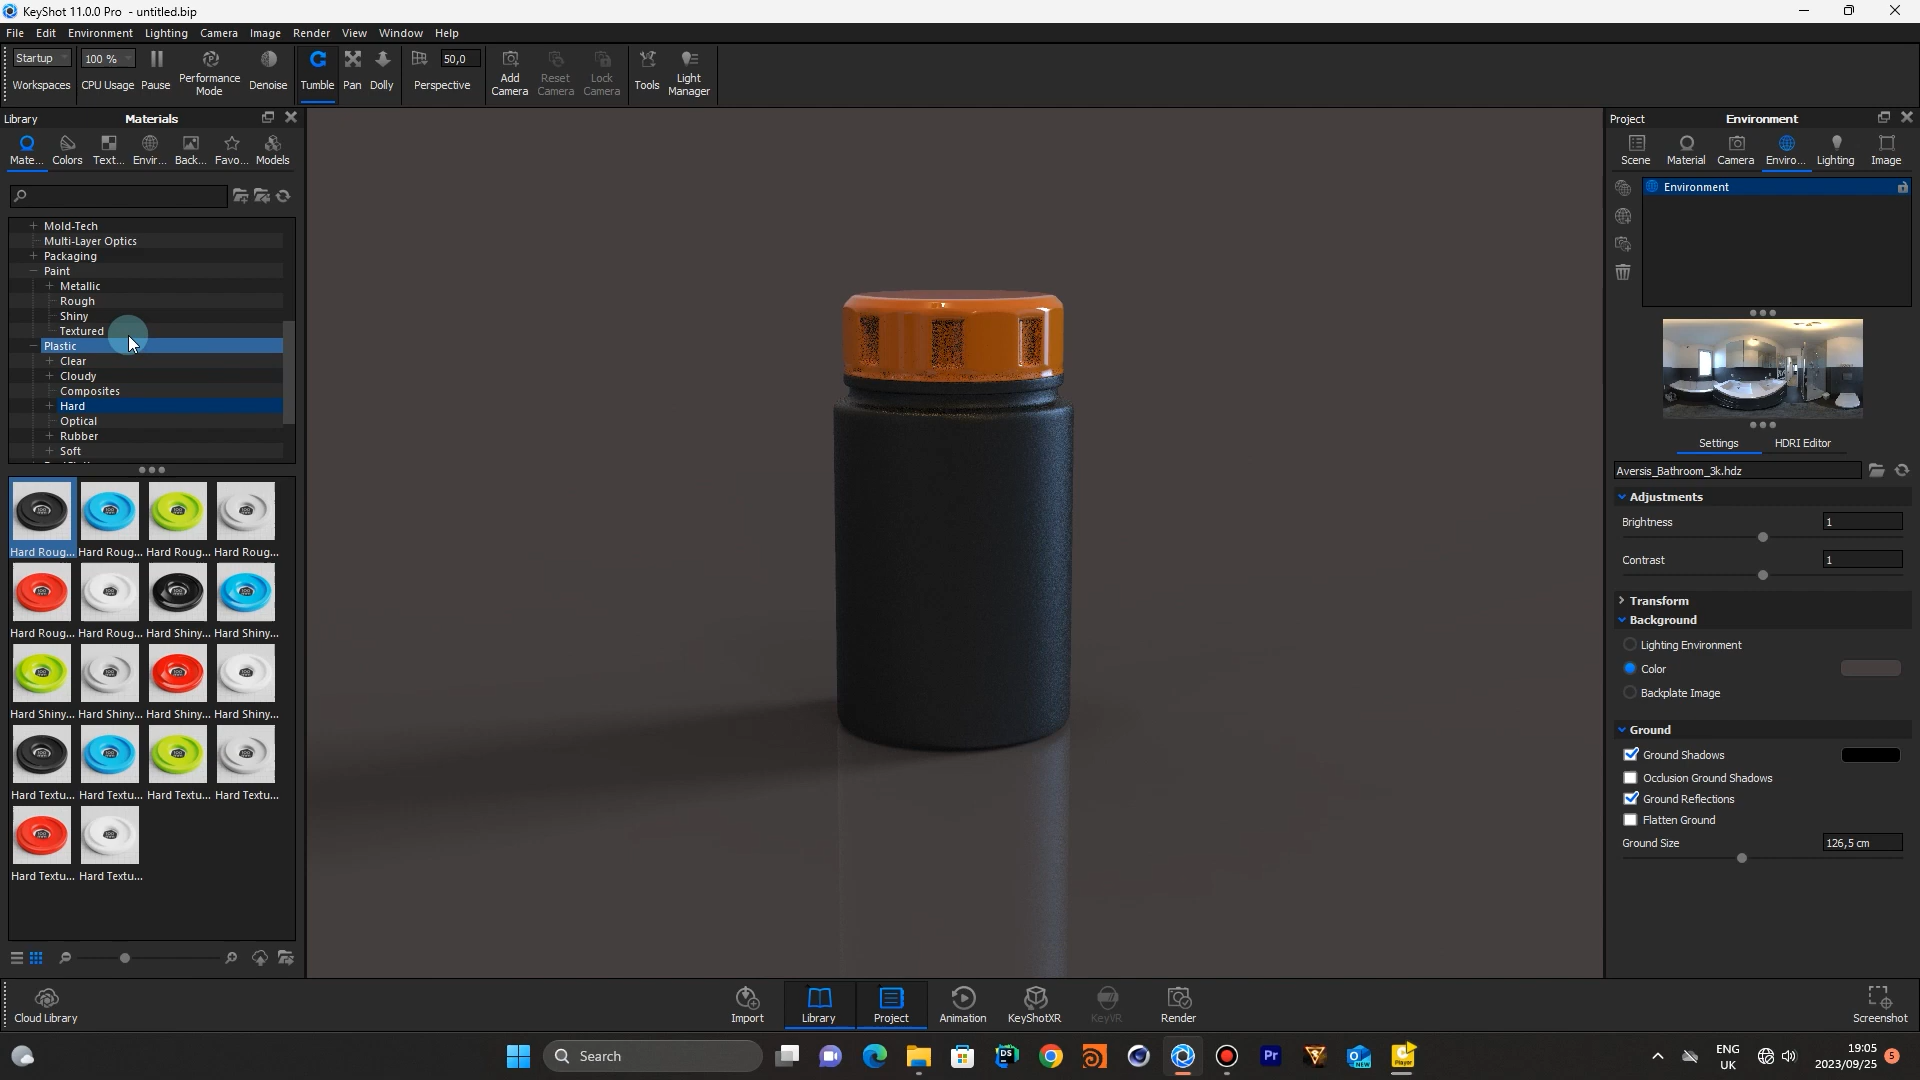 KeyShot 11.0.0 Pro - untitled.bip
File Edit Environment Lighting Camera Image Render View Window Help
Startup 100 % 50,0
Workspaces CPU Usage Pause Performance Mode Denoise Tumble Pan Dolly Perspective Add Camera Reset Camera Lock Camera Tools Light Manager
Library Materials
Mate... Colors Text... Envir... Back... Favo... Models
Mold-Tech
Multi-Layer Optics
Packaging
Paint
Metallic
Rough
Shiny
Textured
Plastic
Clear
Cloudy
Composites
Hard
Optical
Rubber
Soft
Hard Roug... Hard Roug... Hard Roug... Hard Roug...
Hard Roug... Hard Roug... Hard Shiny... Hard Shiny...
Hard Shiny... Hard Shiny... Hard Shiny... Hard Shiny...
Hard Textu... Hard Textu... Hard Textu... Hard Textu...
Hard Textu... Hard Textu...
Project Environment
Scene Material Camera Enviro... Lighting Image
Environment
Settings HDRI Editor
Aversis_Bathroom_3k.hdz
Adjustments
Brightness 1
Contrast 1
Transform
Background
Lighting Environment
Color
Backplate Image
Ground
Ground Shadows
Occlusion Ground Shadows
Ground Reflections
Flatten Ground
Ground Size 126,5 cm
Cloud Library Import Library Project Animation KeyShotXR KeyVR Render Screenshot
Search
ENG
UK
19:05
2023/09/25
5